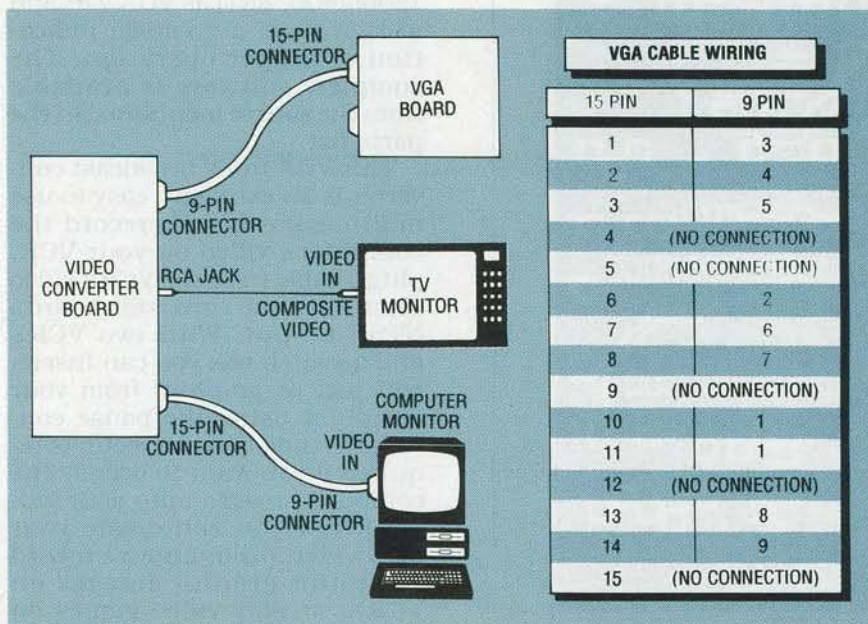 15-PIN
CONNECTOR
VGA
BOARD
9-PIN
CONNECTOR
VIDEO
CONVERTER
BOARD
RCA JACK
VIDEO
IN
COMPOSITE
VIDEO
TV
MONITOR
15-PIN
CONNECTOR
COMPUTER
MONITOR
VIDEO
IN
9-PIN
CONNECTOR
VGA CABLE WIRING
15 PIN 9 PIN
1 3
2 4
3 5
4 (NO CONNECTION)
5 (NO CONNECTION)
6 2
7 6
8 7
9 (NO CONNECTION)
10 1
11 1
12 (NO CONNECTION)
13 8
14 9
15 (NO CONNECTION)